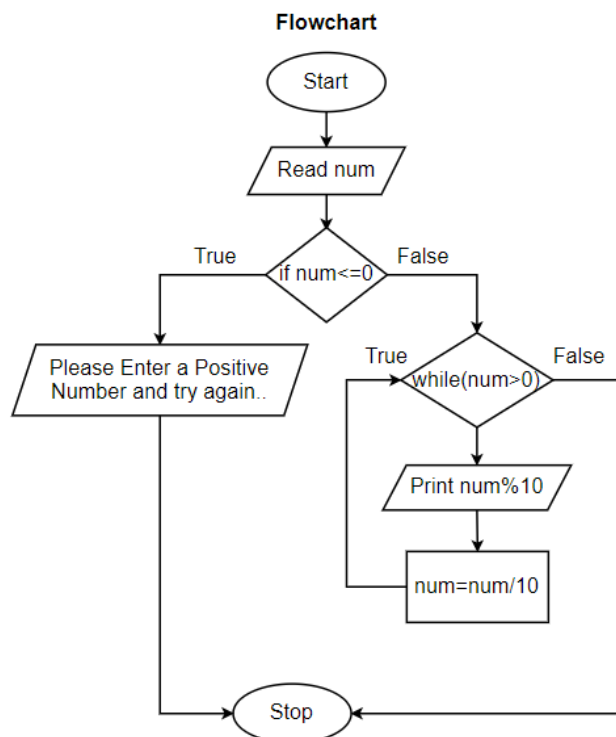 Flowchart
Start
Read num
True
if num<=0
False
Please Enter a Positive
Number and try again..
True
while(num>0)
False
Print num%10
num=num/10
Stop